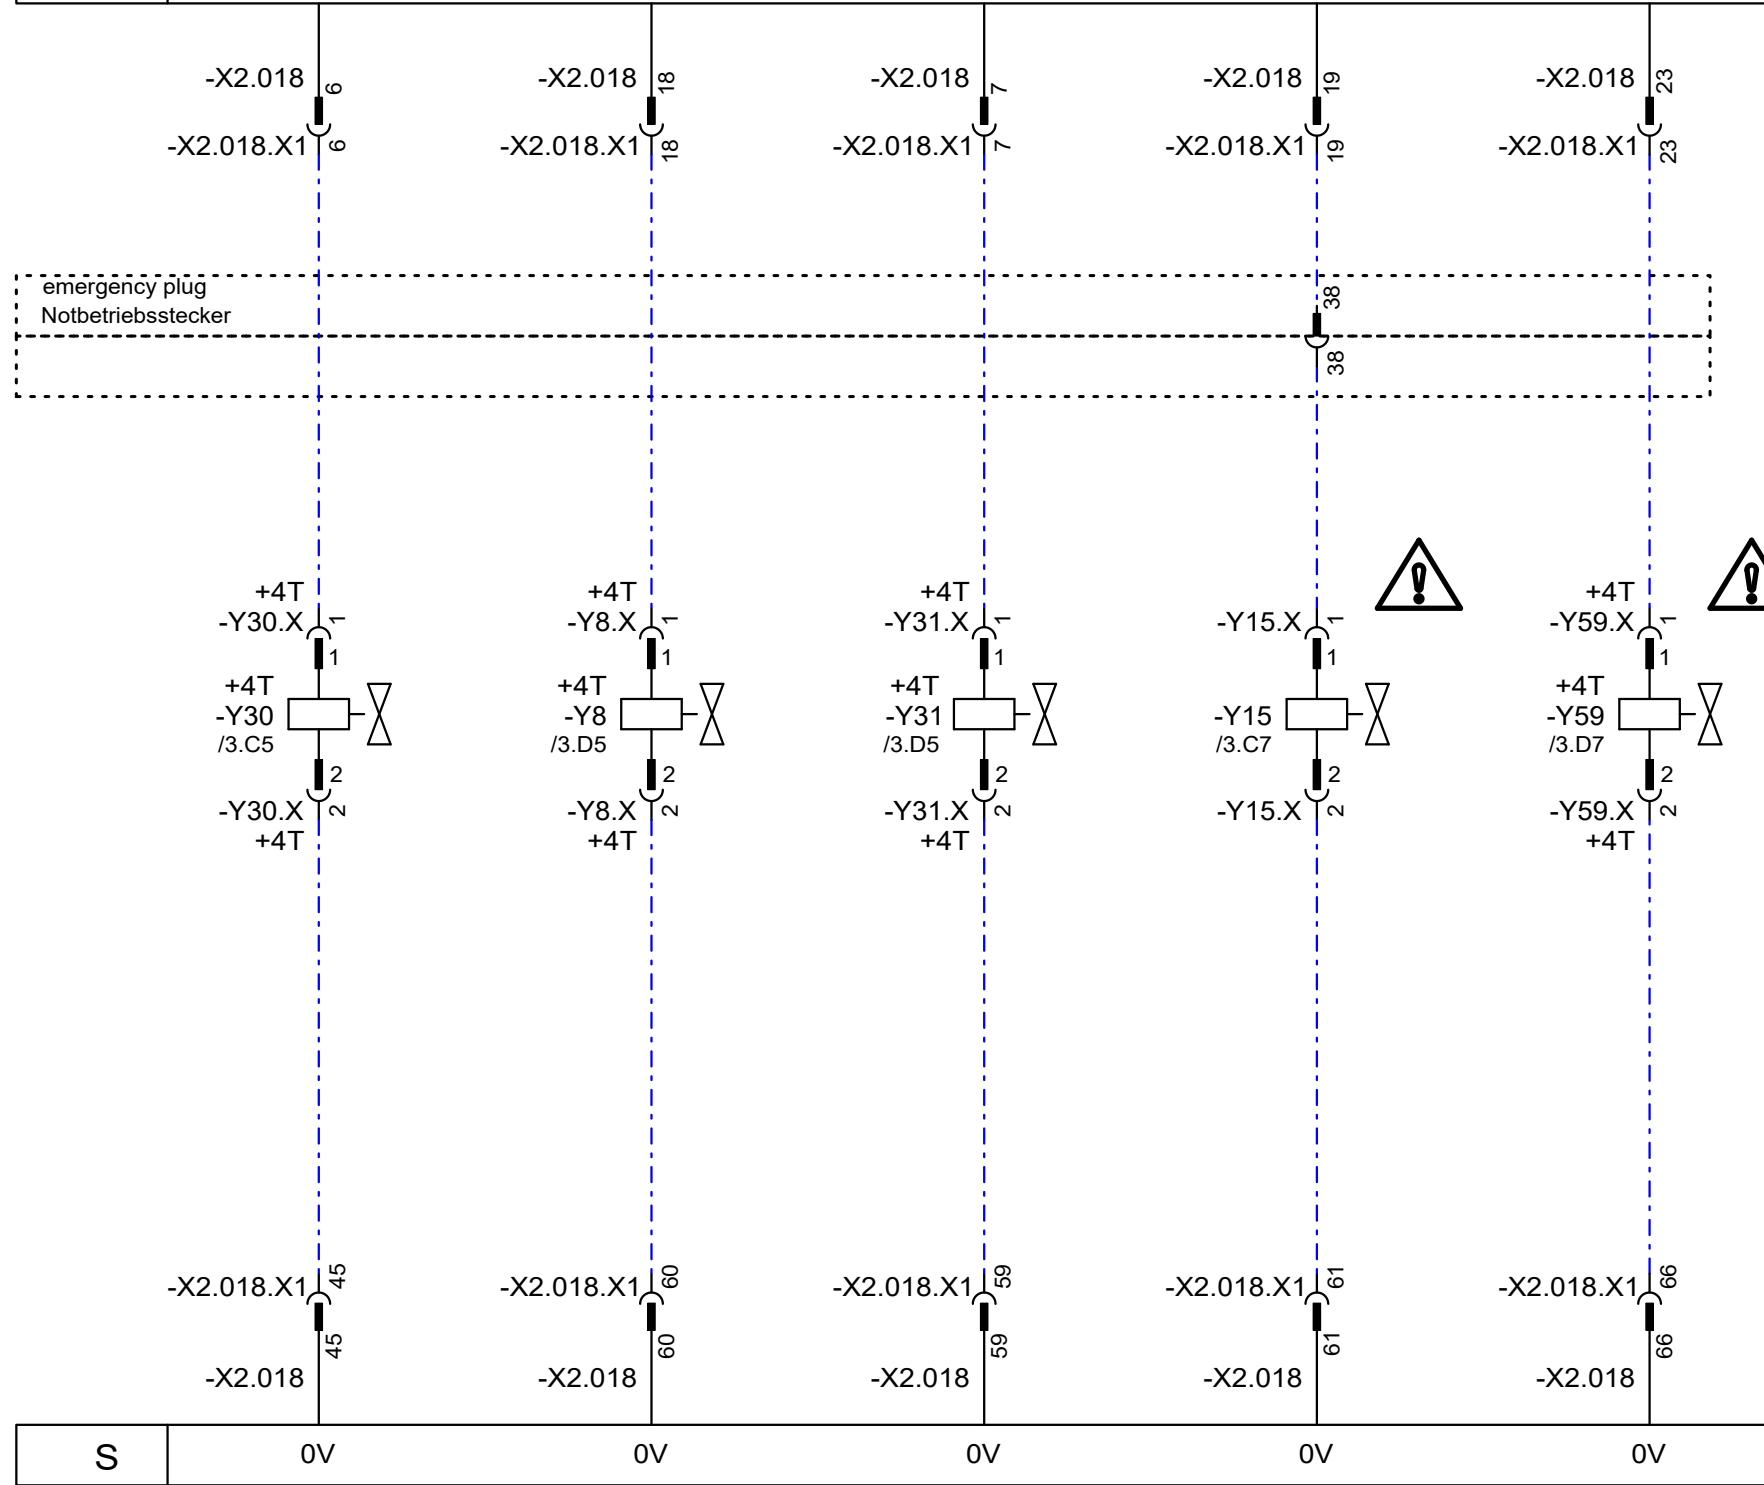 -X2.018 6 -X2.018 18 -X2.018 7 -X2.018 19 -X2.018 23
-X2.018.X1 6 -X2.018.X1 18 -X2.018.X1 7 -X2.018.X1 19 -X2.018.X1 23
emergency plug 38
Notbetriebsstecker
38
+4T +4T +4T +4T
-Y30.X 1 -Y8.X 1 -Y31.X 1 -Y15.X 1 -Y59.X 1
1 1 1 1 1
+4T +4T +4T +4T
-Y30 -Y8 -Y31 -Y15 -Y59
/3.C5 /3.D5 /3.D5 /3.C7 /3.D7
2 2 2 2 2
-Y30.X 2 -Y8.X 2 -Y31.X 2 -Y15.X 2 -Y59.X 2
+4T +4T +4T +4T
-X2.018.X1 45 -X2.018.X1 60 -X2.018.X1 59 -X2.018.X1 61 -X2.018.X1 66
45 60 59 61 66
-X2.018 -X2.018 -X2.018 -X2.018 -X2.018
S 0V 0V 0V 0V 0V